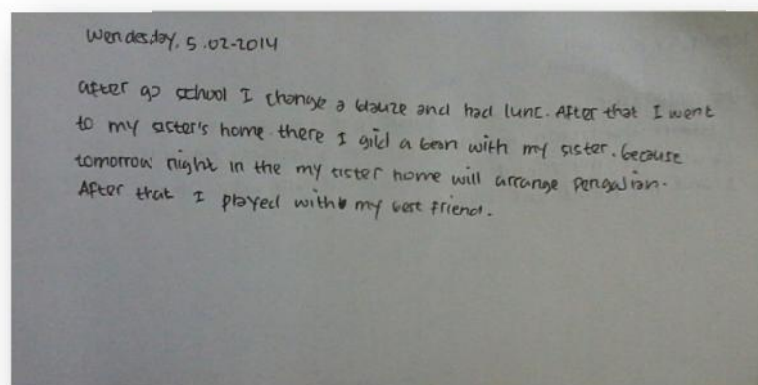 Wendesday, 5.02-2014
after go school I change a blauze and had lunc. After that I went
to my sister's home there I gild a bean with my sister. because
tomorrow night in the my sister home will arrange pengajian.
After that I played with my best friend.